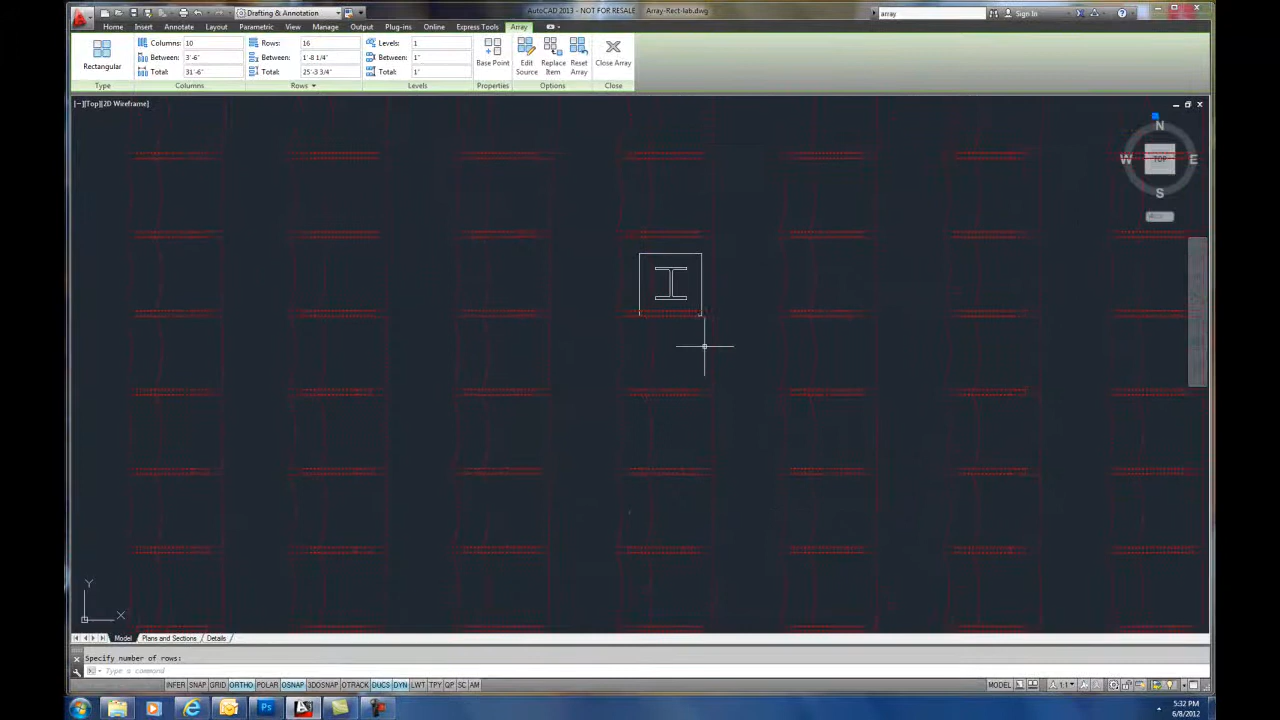 Drafting & Annotation
AutoCAD 2013 - NOT FOR RESALE Array-Rect-lab.dwg
array
Sign In
Home Insert Annotate Layout Parametric View Manage Output Plug-ins Online Express Tools Array
Columns: 10 Rows: 16 Levels: 1
Between: 3'-6" Between: 1'-8 1/4" Between: 1"
Total: 31'-6" Total: 25'-3 3/4" Total: 1'
Rectangular Base Point Edit Source Replace Item Reset Array Close Array
Type Columns Rows Levels Properties Options Close
[−][Top][2D Wireframe]
N
W TOP E
S
Y
X
Model Plans and Sections Details
Specify number of rows:
Type a command
INFER SNAP GRID ORTHO POLAR OSNAP 3DOSNAP OTRACK DUCS DYN LWT TPY QP SC AM MODEL 1:1
5:32 PM
6/8/2012